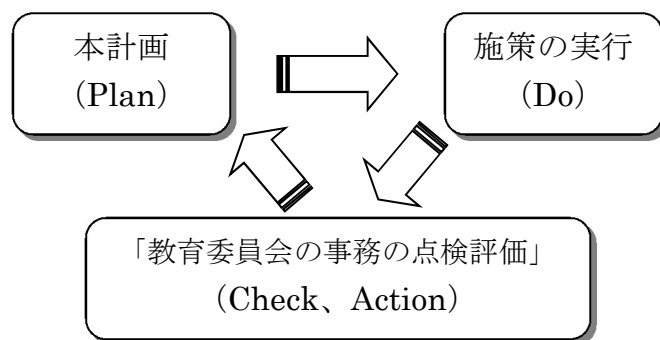 本計画
（Plan）
施策の実行
（Do）
「教育委員会の事務の点検評価」
（Check、Action）